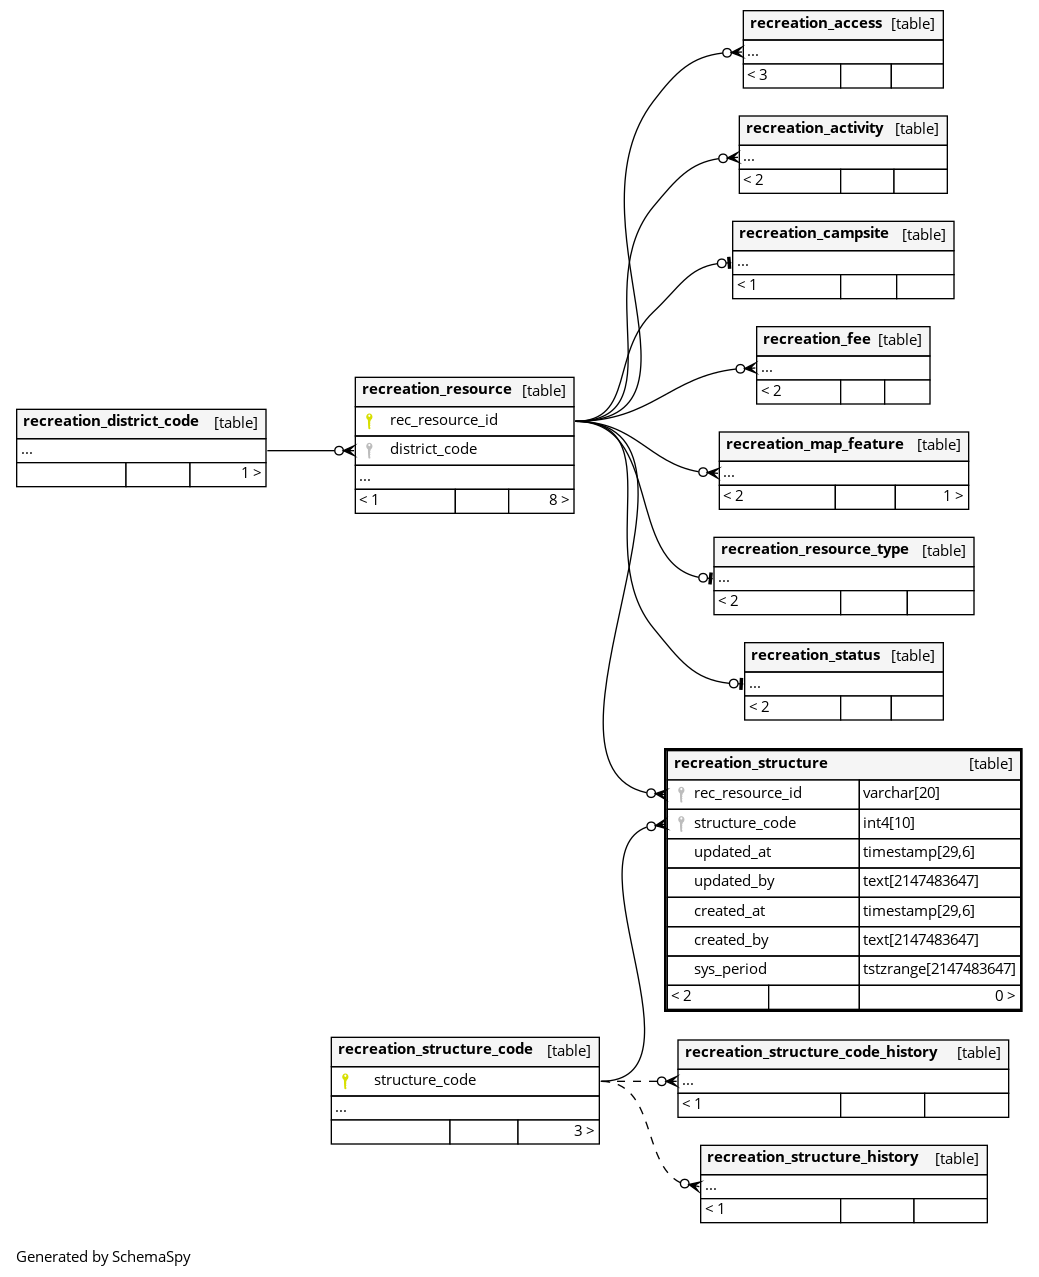 recreation_access [table]
...
< 3
recreation_activity [table]
...
< 2
recreation_campsite [table]
...
< 1
recreation_fee [table]
...
< 2
recreation_district_code [table]
...
1 >
recreation_resource [table]
rec_resource_id
district_code
...
< 1 8 >
recreation_map_feature [table]
...
< 2 1 >
recreation_resource_type [table]
...
< 2
recreation_status [table]
...
< 2
recreation_structure [table]
rec_resource_id varchar[20]
structure_code int4[10]
updated_at timestamp[29,6]
updated_by text[2147483647]
created_at timestamp[29,6]
created_by text[2147483647]
sys_period tstzrange[2147483647]
< 2 0 >
recreation_structure_code [table]
structure_code
...
3 >
recreation_structure_code_history [table]
...
< 1
recreation_structure_history [table]
...
< 1
Generated by SchemaSpy